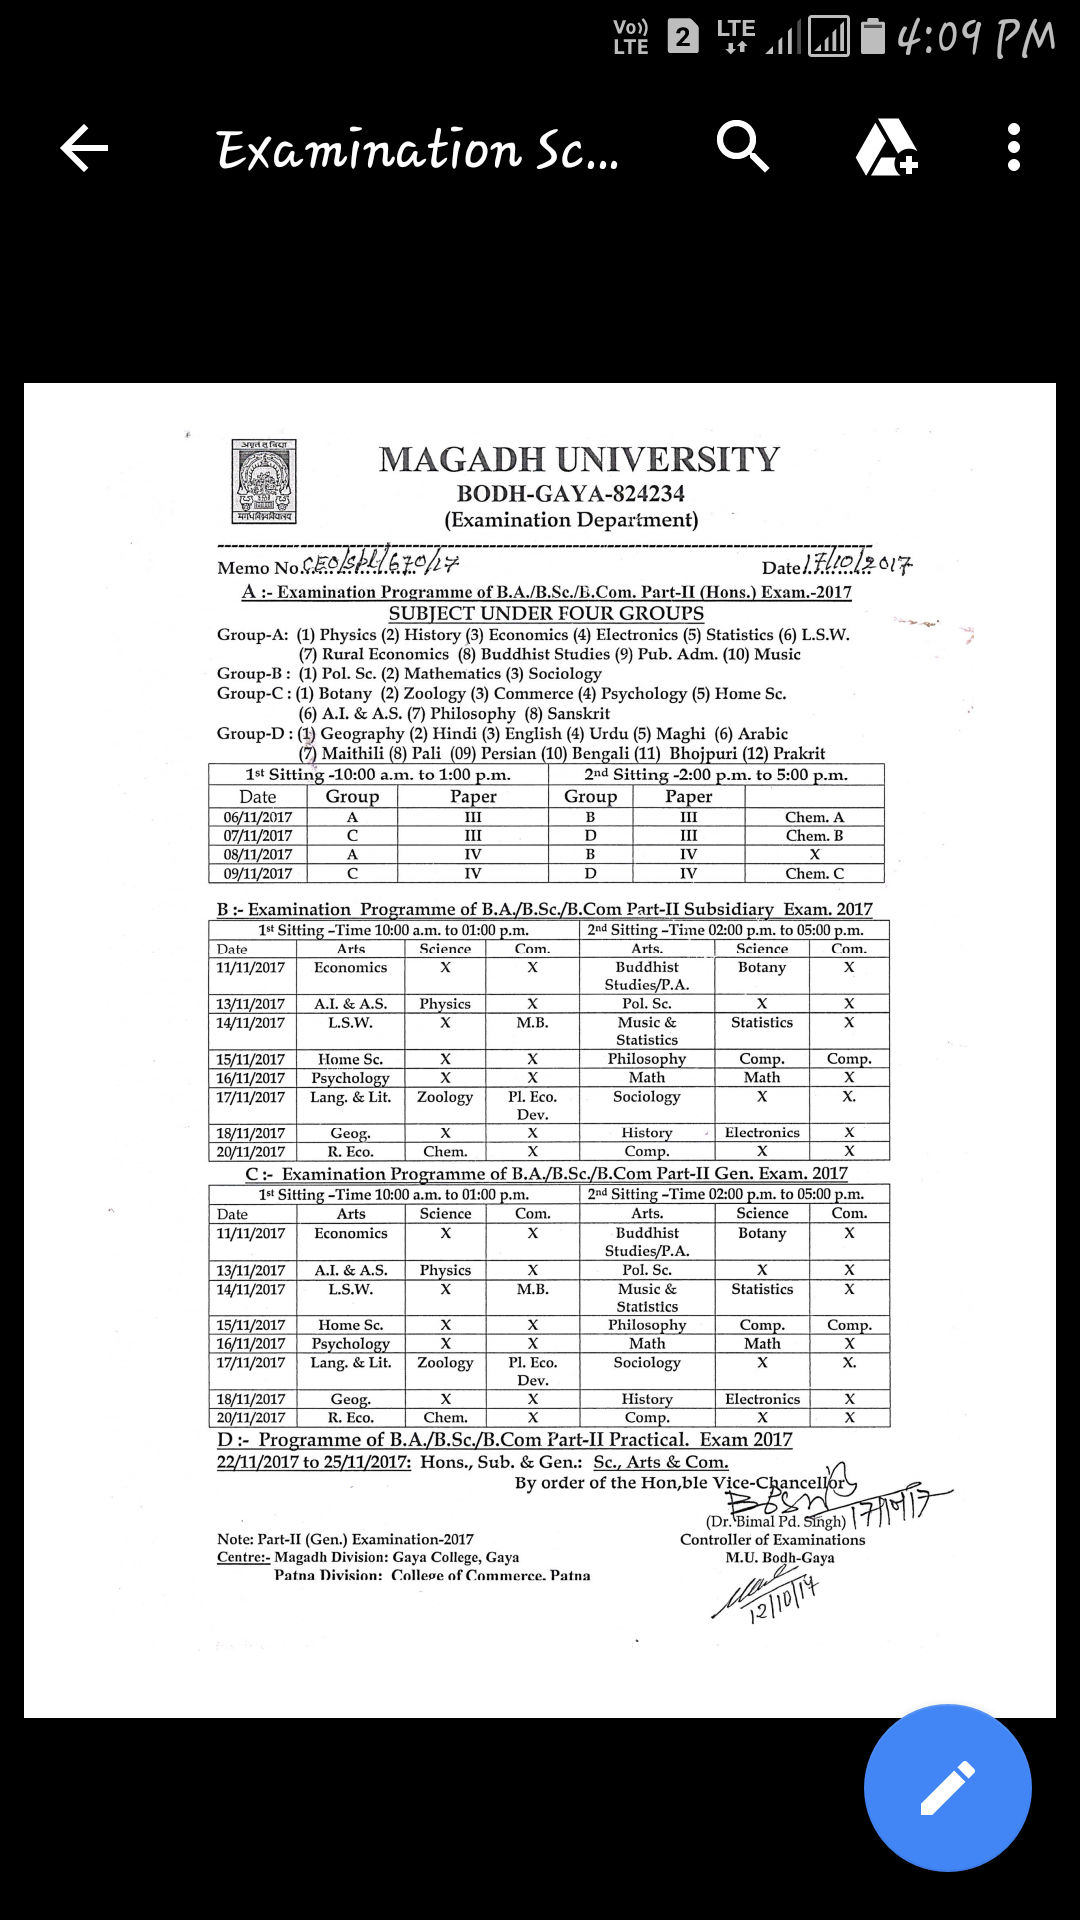 Vo)) LTE 2 LTE 4:09 PM
Examination Sc...
अमृतं तु विद्या
मगध विश्वविद्यालय
MAGADH UNIVERSITY
BODH-GAYA-824234
(Examination Department)
Memo No. CEO/Spl/670/17 Date 17/10/2017
A :- Examination Programme of B.A./B.Sc./B.Com. Part-II (Hons.) Exam.-2017
SUBJECT UNDER FOUR GROUPS
Group-A: (1) Physics (2) History (3) Economics (4) Electronics (5) Statistics (6) L.S.W.
(7) Rural Economics (8) Buddhist Studies (9) Pub. Adm. (10) Music
Group-B : (1) Pol. Sc. (2) Mathematics (3) Sociology
Group-C : (1) Botany (2) Zoology (3) Commerce (4) Psychology (5) Home Sc.
(6) A.I. & A.S. (7) Philosophy (8) Sanskrit
Group-D : (1) Geography (2) Hindi (3) English (4) Urdu (5) Maghi (6) Arabic
(7) Maithili (8) Pali (09) Persian (10) Bengali (11) Bhojpuri (12) Prakrit
1st Sitting -10:00 a.m. to 1:00 p.m. 2nd Sitting -2:00 p.m. to 5:00 p.m.
Date Group Paper Group Paper
06/11/2017 A III B III Chem. A
07/11/2017 C III D III Chem. B
08/11/2017 A IV B IV X
09/11/2017 C IV D IV Chem. C
B :- Examination Programme of B.A./B.Sc./B.Com Part-II Subsidiary Exam. 2017
1st Sitting –Time 10:00 a.m. to 01:00 p.m. 2nd Sitting –Time 02:00 p.m. to 05:00 p.m.
Date Arts Science Com. Arts. Science Com.
11/11/2017 Economics X X Buddhist Botany X
Studies/P.A.
13/11/2017 A.I. & A.S. Physics X Pol. Sc. X X
14/11/2017 L.S.W. X M.B. Music & Statistics X
Statistics
15/11/2017 Home Sc. X X Philosophy Comp. Comp.
16/11/2017 Psychology X X Math Math X
17/11/2017 Lang. & Lit. Zoology Pl. Eco. Sociology X X.
Dev.
18/11/2017 Geog. X X History Electronics X
20/11/2017 R. Eco. Chem. X Comp. X X
C :- Examination Programme of B.A./B.Sc./B.Com Part-II Gen. Exam. 2017
1st Sitting –Time 10:00 a.m. to 01:00 p.m. 2nd Sitting –Time 02:00 p.m. to 05:00 p.m.
Date Arts Science Com. Arts. Science Com.
11/11/2017 Economics X X Buddhist Botany X
Studies/P.A.
13/11/2017 A.I. & A.S. Physics X Pol. Sc. X X
14/11/2017 L.S.W. X M.B. Music & Statistics X
Statistics
15/11/2017 Home Sc. X X Philosophy Comp. Comp.
16/11/2017 Psychology X X Math Math X
17/11/2017 Lang. & Lit. Zoology Pl. Eco. Sociology X X.
Dev.
18/11/2017 Geog. X X History Electronics X
20/11/2017 R. Eco. Chem. X Comp. X X
D :- Programme of B.A./B.Sc./B.Com Part-II Practical. Exam 2017
22/11/2017 to 25/11/2017: Hons., Sub. & Gen.: Sc., Arts & Com.
By order of the Hon,ble Vice-Chancellor
17/10/17
(Dr. Bimal Pd. Singh)
Note: Part-II (Gen.) Examination-2017 Controller of Examinations
Centre:- Magadh Division: Gaya College, Gaya M.U. Bodh-Gaya
Patna Division: College of Commerce, Patna
12/10/17